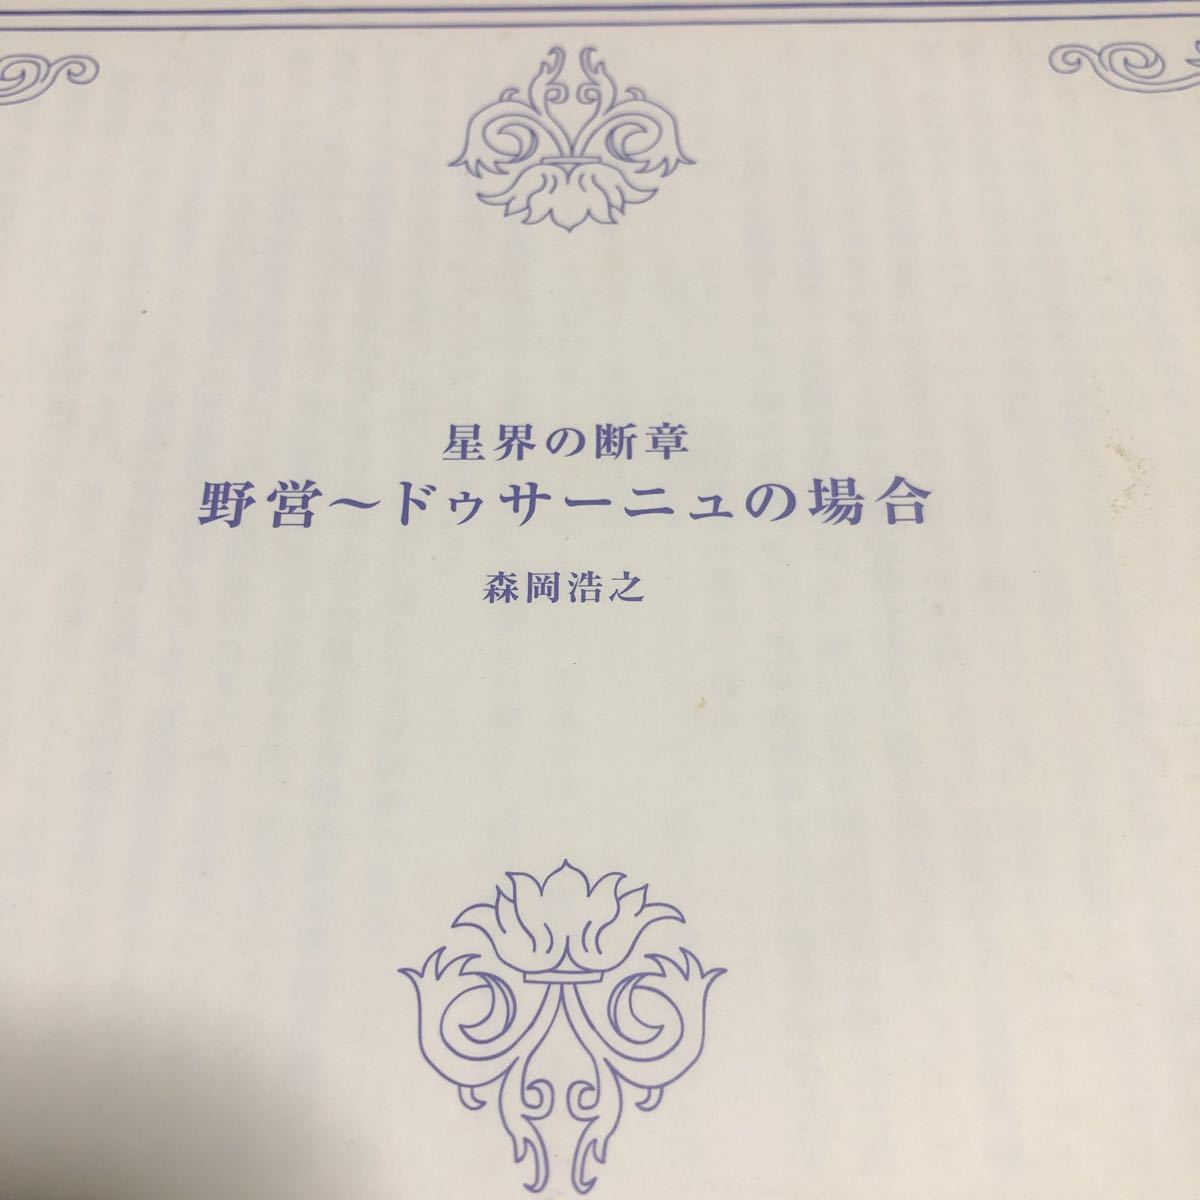 星界の断章
野営～ドゥサーニュの場合
森岡浩之